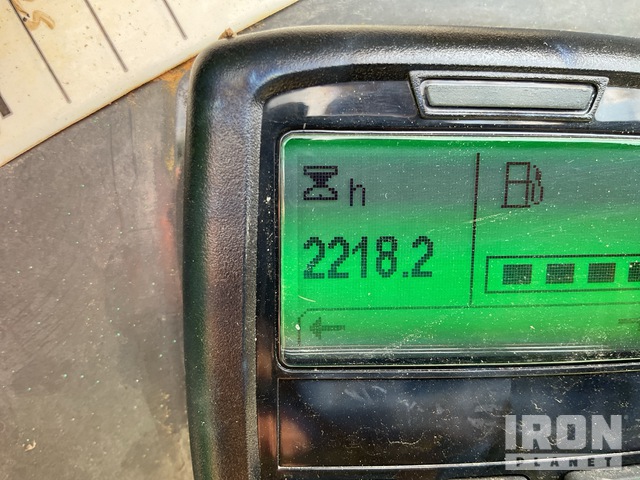 h
2218.2
IRON
PLANET